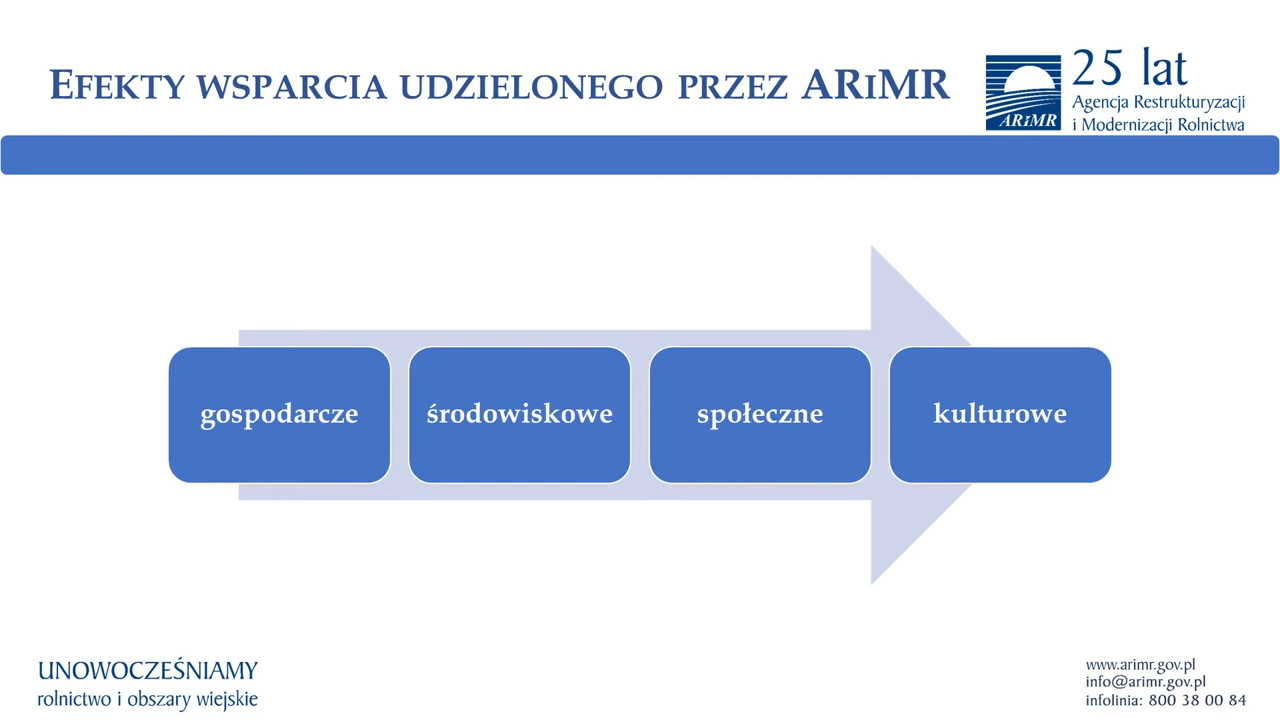 Efekty wsparcia udzielonego przez ARiMR
25 lat
Agencja Restrukturyzacji
i Modernizacji Rolnictwa
ARiMR
gospodarcze
środowiskowe
społeczne
kulturowe
UNOWOCZEŚNIAMY
rolnictwo i obszary wiejskie
www.arimr.gov.pl
info@arimr.gov.pl
infolinia: 800 38 00 84